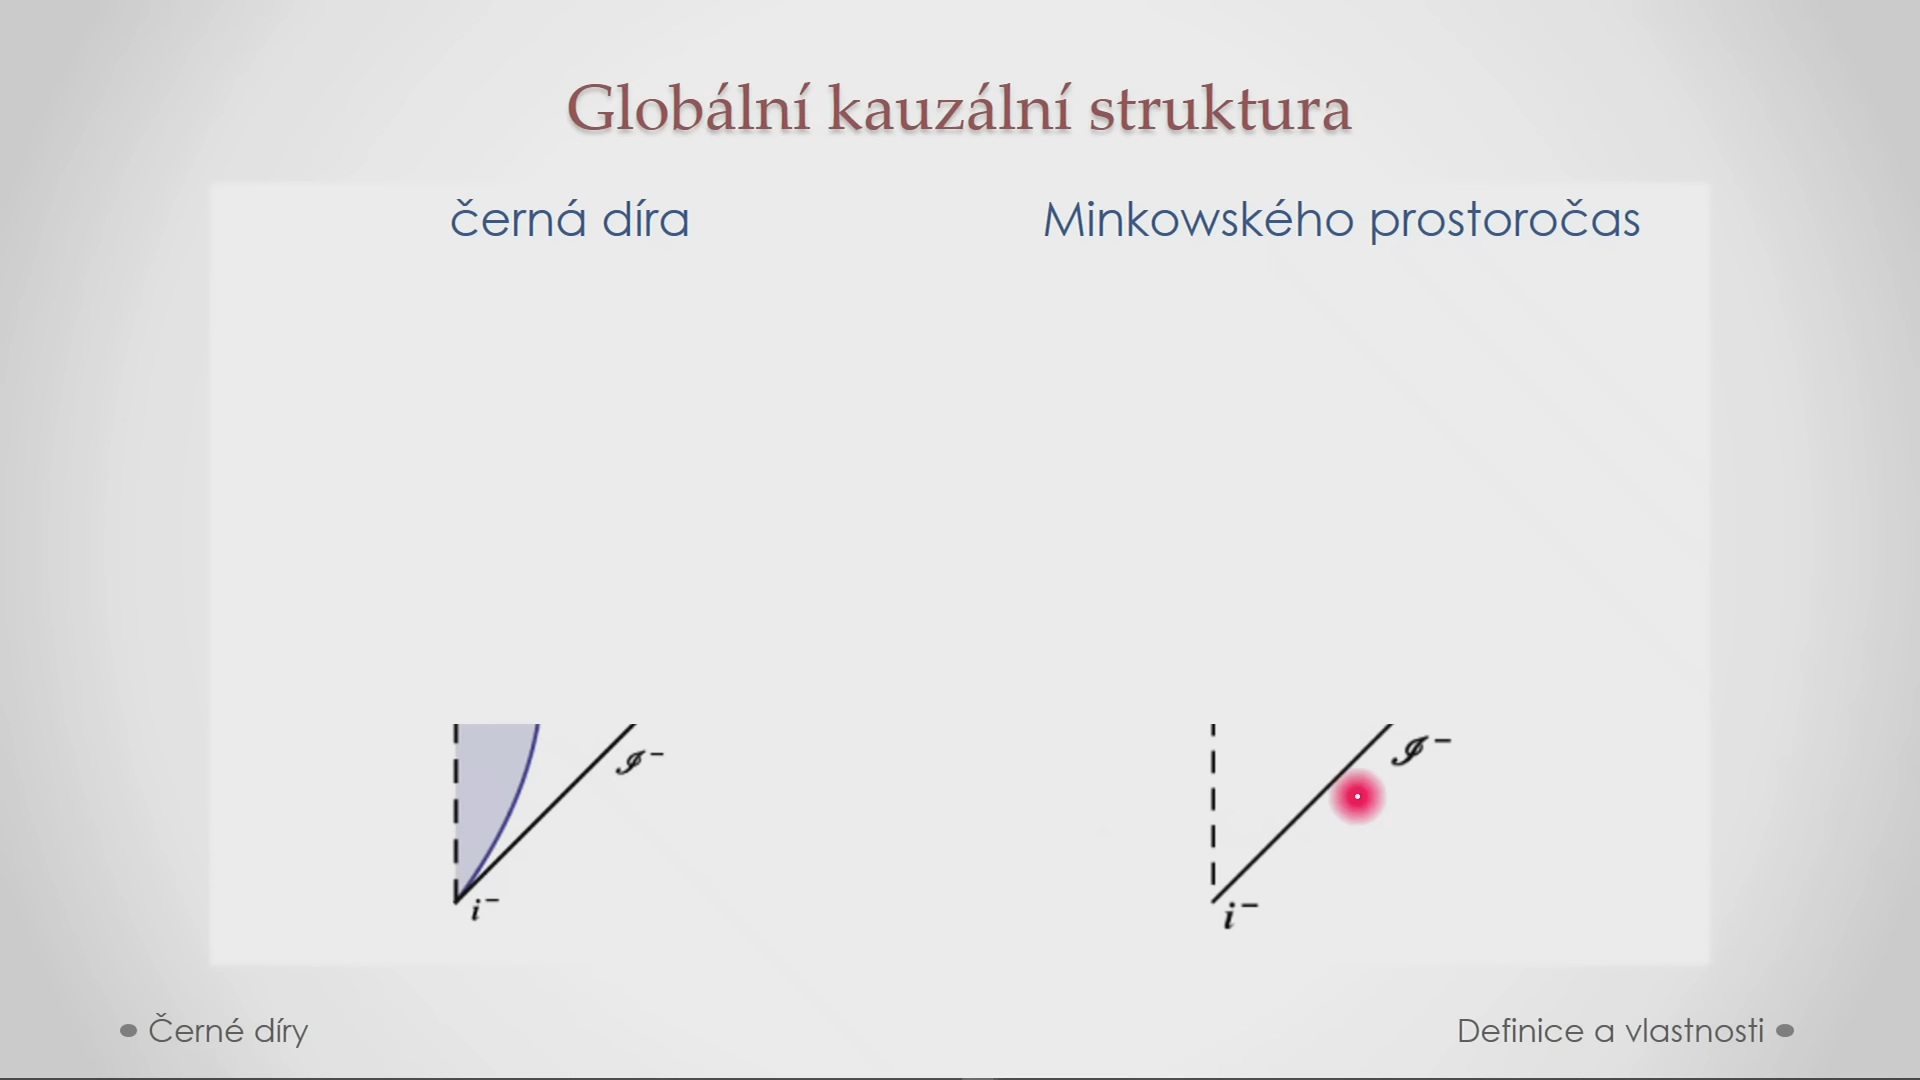 Globální kauzální struktura
černá díra
Minkowského prostoročas
ℐ⁻
ℐ⁻
i⁻
i⁻
Černé díry
Definice a vlastnosti